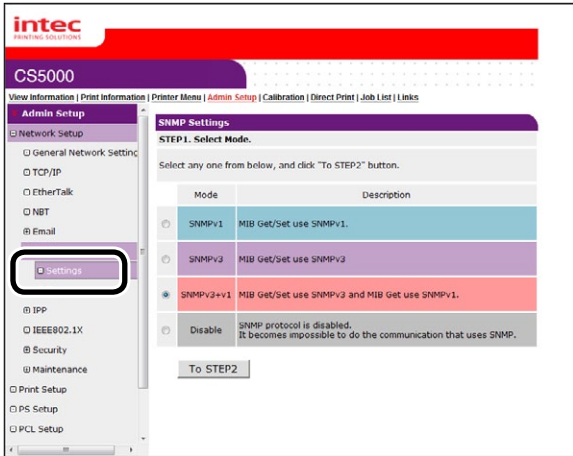 intec
PRINTING SOLUTIONS
CS5000
View Information | Print Information | Printer Menu | Admin Setup | Calibration | Direct Print | Job List | Links
Admin Setup
Network Setup
General Network Setting
TCP/IP
EtherTalk
NBT
Email
Settings
IPP
IEEE802.1X
Security
Maintenance
Print Setup
PS Setup
PCL Setup
SNMP Settings
STEP1. Select Mode.
Select any one from below, and click "To STEP2" button.
Mode Description
SNMPv1 MIB Get/Set use SNMPv1.
SNMPv3 MIB Get/Set use SNMPv3
SNMPv3+v1 MIB Get/Set use SNMPv3 and MIB Get use SNMPv1.
Disable SNMP protocol is disabled.
It becomes impossible to do the communication that uses SNMP.
To STEP2